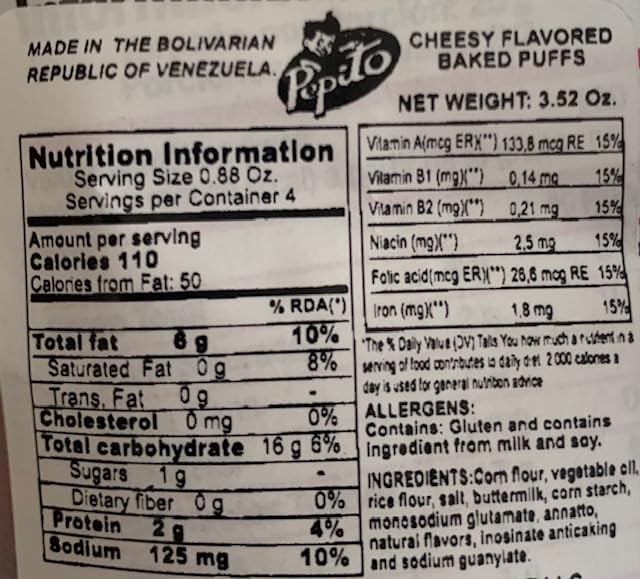 MADE IN THE BOLIVARIAN
REPUBLIC OF VENEZUELA.
Pepito
CHEESY FLAVORED
BAKED PUFFS
NET WEIGHT: 3.52 Oz.
Nutrition Information
Serving Size 0.88 Oz.
Servings per Container 4
Amount per serving
Calories 110
Calories from Fat: 50
% RDA(*)
Total fat 6 g 10%
Saturated Fat 0 g 8%
Trans. Fat 0 g -
Cholesterol 0 mg 0%
Total carbohydrate 16 g 6%
Sugars 1 g -
Dietary fiber 0 g 0%
Protein 2 g 4%
Sodium 125 mg 10%
Vitamin A(mcg ER)(**) 133,8 mcg RE 15%
Vitamin B1 (mg)(**) 0,14 mg 15%
Vitamin B2 (mg)(**) 0,21 mg 15%
Niacin (mg)(**) 2,5 mg 15%
Folic acid(mcg ER)(**) 26,6 mcg RE 15%
Iron (mg)(**) 1,8 mg 15%
*The % Daily Value (DV) Tells You how much a nutrient in a
serving of food contributes to daily diet 2 000 calories a
day is used for general nutrition advice
ALLERGENS:
Contains: Gluten and contains
ingredient from milk and soy.
INGREDIENTS:Corn flour, vegetable oil,
rice flour, salt, buttermilk, corn starch,
monosodium glutamate, annatto,
natural flavors, inosinate anticaking
and sodium guanylate.